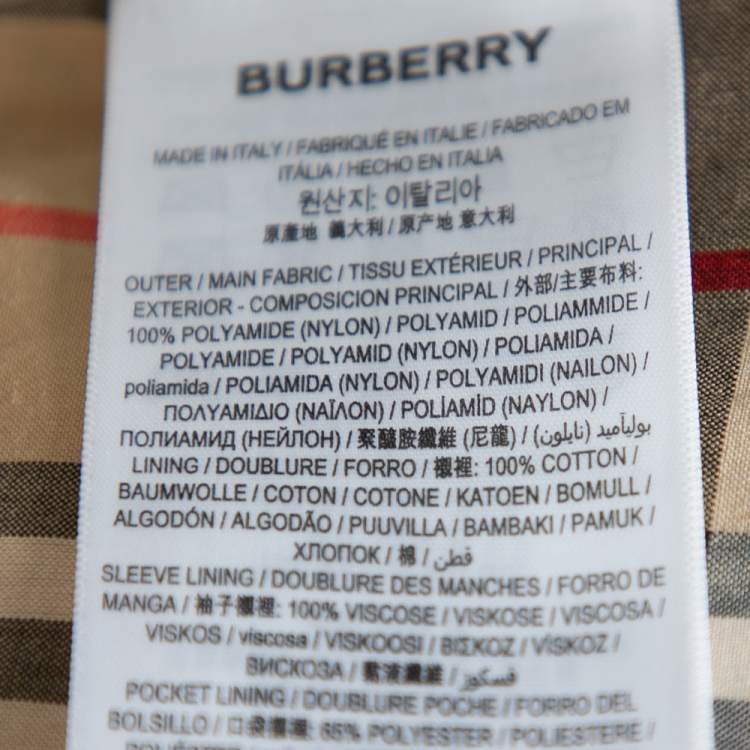 BURBERRY
MADE IN ITALY / FABRIQUÉ EN ITALIE / FABRICADO EM
ITÁLIA / HECHO EN ITALIA
원산지: 이탈리아
原產地 義大利 / 原产地 意大利
OUTER / MAIN FABRIC / TISSU EXTÉRIEUR / PRINCIPAL /
EXTERIOR - COMPOSICION PRINCIPAL / 外部/主要布料:
100% POLYAMIDE (NYLON) / POLYAMID / POLIAMMIDE /
POLYAMIDE / POLYAMID (NYLON) / POLIAMIDA /
poliamida / POLIAMIDA (NYLON) / POLYAMIDI (NAILON) /
ΠΟΛΥΑΜΙΔΙΟ (ΝΑΪΛΟΝ) / POLİAMİD (NAYLON) /
ПОЛИАМИД (НЕЙЛОН) / 聚醯胺纖維 (尼龍) / بوليآميد (نايلون)
LINING / DOUBLURE / FORRO / 襯裡: 100% COTTON /
BAUMWOLLE / COTON / COTONE / KATOEN / BOMULL /
ALGODÓN / ALGODÃO / PUUVILLA / BAMBAKI / PAMUK /
ХЛОПОК / 棉 / قطن
SLEEVE LINING / DOUBLURE DES MANCHES / FORRO DE
MANGA / 袖子襯裡: 100% VISCOSE / VISKOSE / VISCOSA /
VISKOS / viscosa / VISKOOSI / ΒΙΣΚΟΖ / VİSKOZ /
ВИСКОЗА / 黏液纖維 / فسكوز
POCKET LINING / DOUBLURE POCHE / FORRO DEL
BOLSILLO / 口袋襯裡: 65% POLYESTER / POLIESTERE /